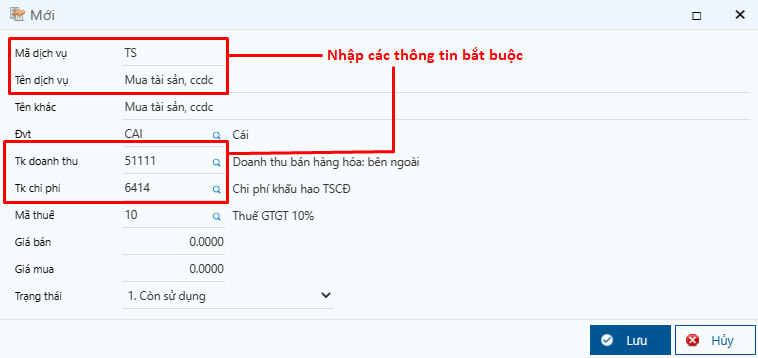 Mới
Mã dịch vụ TS
Nhập các thông tin bắt buộc
Tên dịch vụ Mua tài sản, ccdc
Tên khác Mua tài sản, ccdc
Đvt CAI Cái
Tk doanh thu 51111 Doanh thu bán hàng hóa: bên ngoài
Tk chi phí 6414 Chi phí khấu hao TSCĐ
Mã thuế 10 Thuế GTGT 10%
Giá bán 0.0000
Giá mua 0.0000
Trạng thái 1. Còn sử dụng
Lưu Hủy